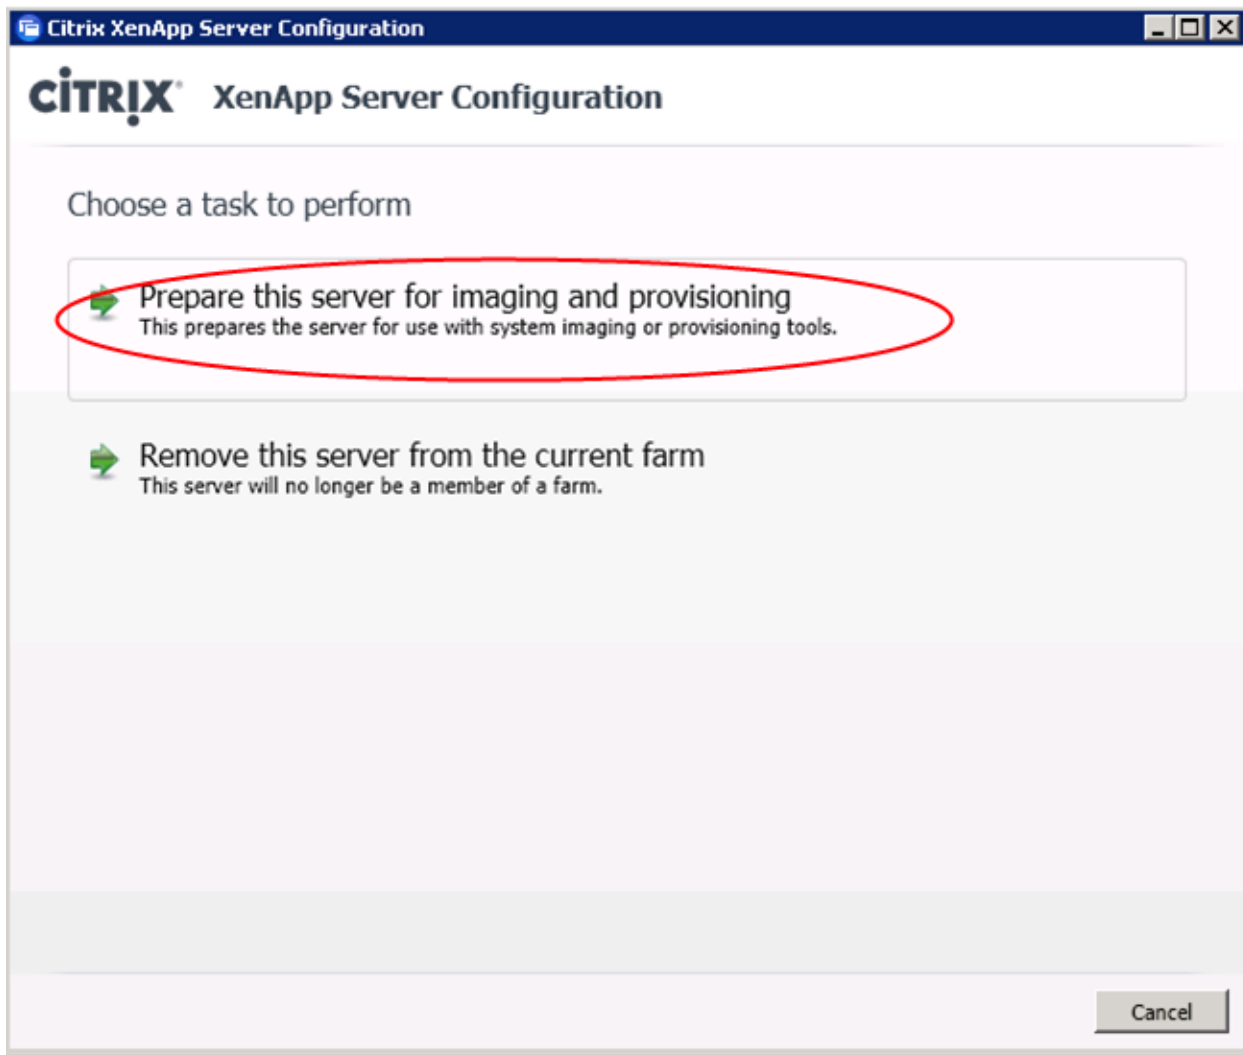 Citrix XenApp Server Configuration
CİTRIX XenApp Server Configuration
Choose a task to perform
Prepare this server for imaging and provisioning
This prepares the server for use with system imaging or provisioning tools.
Remove this server from the current farm
This server will no longer be a member of a farm.
Cancel